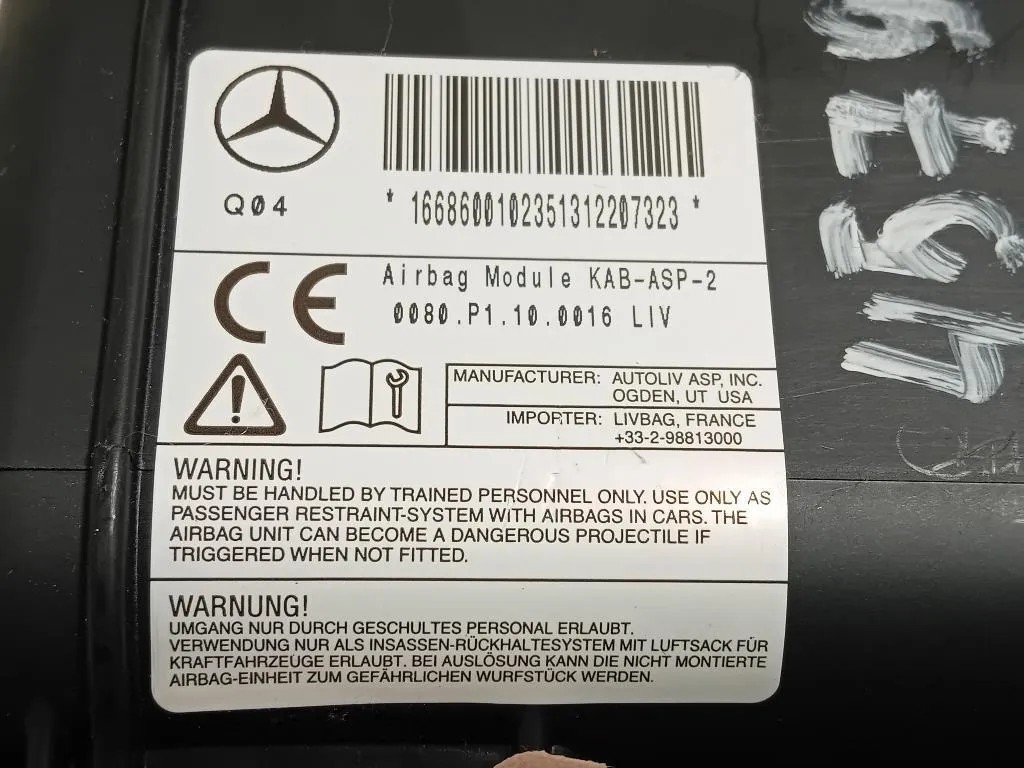 Q04
* 16686001023513122​07323 *
CE
Airbag Module KAB-ASP-2
0080.P1.10.0016 LIV
MANUFACTURER: AUTOLIV ASP, INC.
OGDEN, UT USA
IMPORTER: LIVBAG, FRANCE
+33-2-98813000
WARNING!
MUST BE HANDLED BY TRAINED PERSONNEL ONLY. USE ONLY AS
PASSENGER RESTRAINT-SYSTEM WITH AIRBAGS IN CARS. THE
AIRBAG UNIT CAN BECOME A DANGEROUS PROJECTILE IF
TRIGGERED WHEN NOT FITTED.
WARNUNG!
UMGANG NUR DURCH GESCHULTES PERSONAL ERLAUBT.
VERWENDUNG NUR ALS INSASSEN-RÜCKHALTESYSTEM MIT LUFTSACK FÜR
KRAFTFAHRZEUGE ERLAUBT. BEI AUSLÖSUNG KANN DIE NICHT MONTIERTE
AIRBAG-EINHEIT ZUM GEFÄHRLICHEN WURFSTÜCK WERDEN.